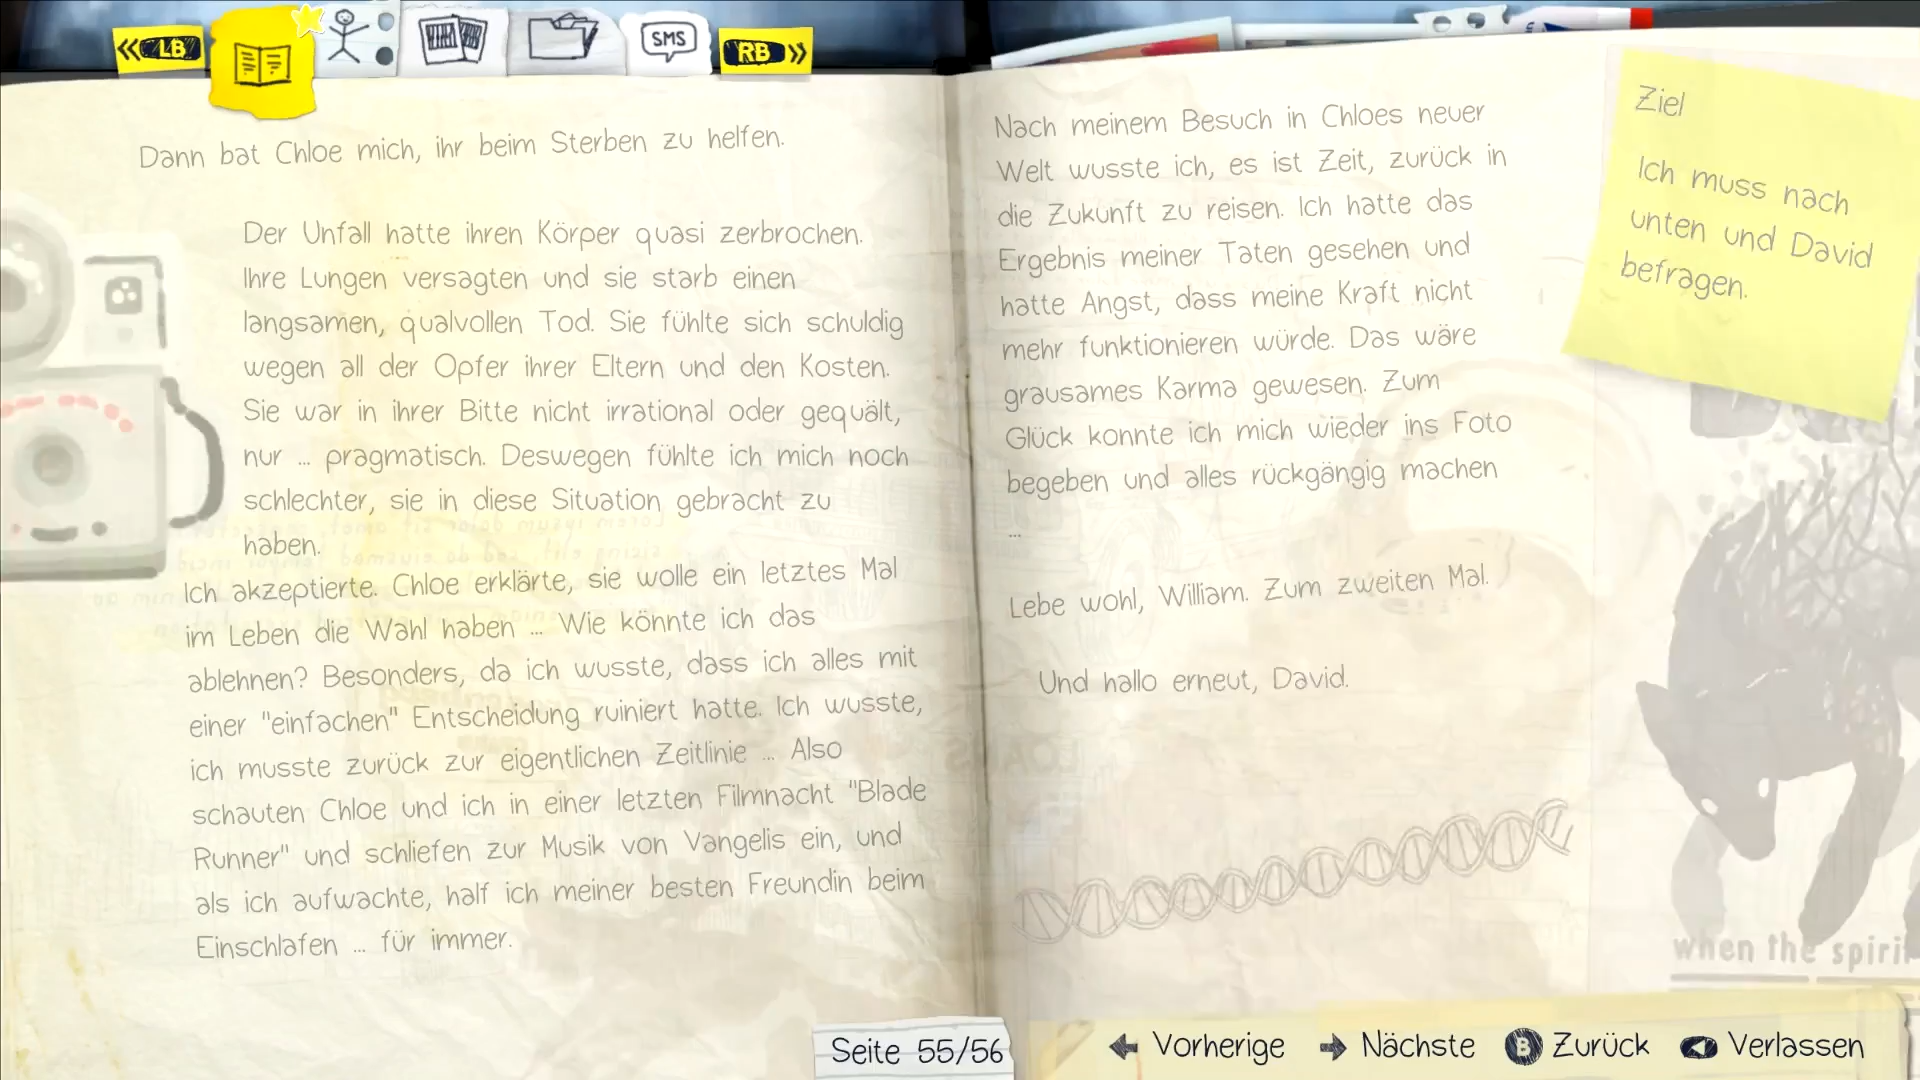 LB
SMS
RB
Dann bat Chloe mich, ihr beim Sterben zu helfen.
Der Unfall hatte ihren Körper quasi zerbrochen.
Ihre Lungen versagten und sie starb einen
langsamen, qualvollen Tod. Sie fühlte sich schuldig
wegen all der Opfer ihrer Eltern und den Kosten.
Sie war in ihrer Bitte nicht irrational oder gequält,
nur ... pragmatisch. Deswegen fühlte ich mich noch
schlechter, sie in diese Situation gebracht zu
haben.
Ich akzeptierte. Chloe erklärte, sie wolle ein letztes Mal
im Leben die Wahl haben ... Wie könnte ich das
ablehnen? Besonders, da ich wusste, dass ich alles mit
einer "einfachen" Entscheidung ruiniert hatte. Ich wusste,
ich musste zurück zur eigentlichen Zeitlinie ... Also
schauten Chloe und ich in einer letzten Filmnacht "Blade
Runner" und schliefen zur Musik von Vangelis ein, und
als ich aufwachte, half ich meiner besten Freundin beim
Einschlafen ... für immer.
Nach meinem Besuch in Chloes neuer
Welt wusste ich, es ist Zeit, zurück in
die Zukunft zu reisen. Ich hatte das
Ergebnis meiner Taten gesehen und
hatte Angst, dass meine Kraft nicht
mehr funktionieren würde. Das wäre
grausames Karma gewesen. Zum
Glück konnte ich mich wieder ins Foto
begeben und alles rückgängig machen
...
Lebe wohl, William. Zum zweiten Mal.
Und hallo erneut, David.
Ziel
Ich muss nach
unten und David
befragen.
when the spirit
Seite 55/56
Vorherige
Nächste
B Zurück
Verlassen